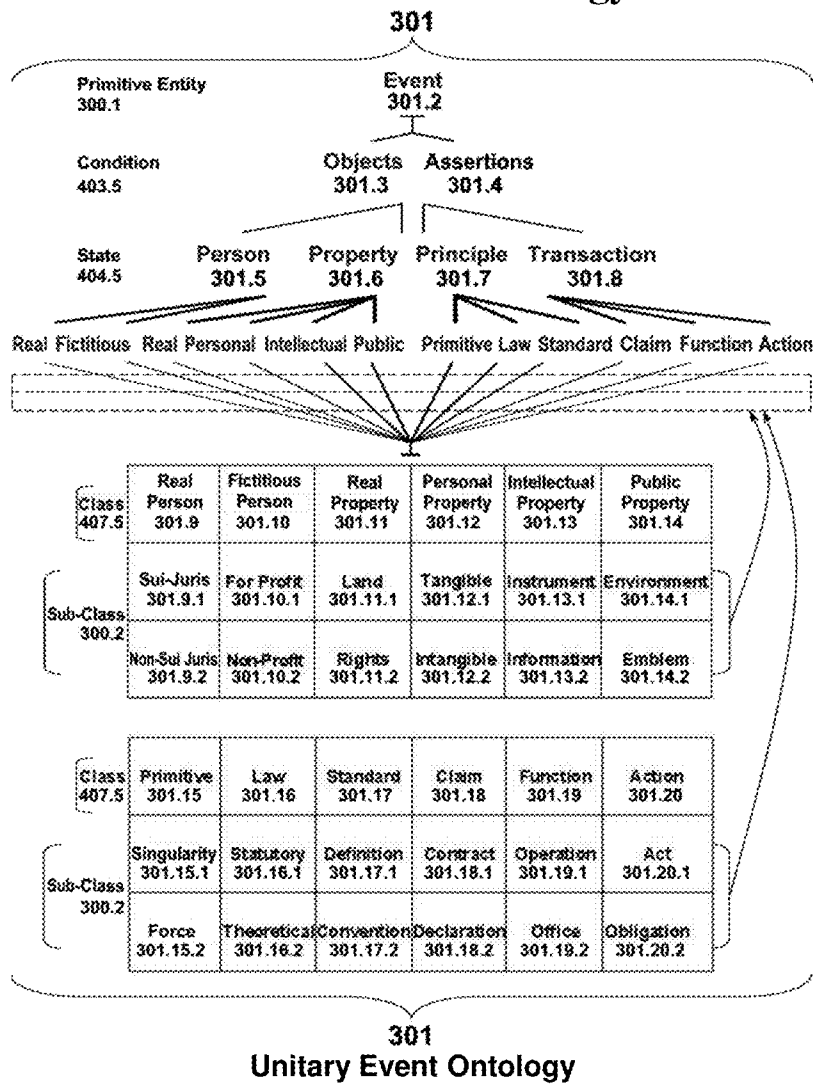 301
Primitive Entity
300.1
Event
301.2
Condition
403.5
Objects Assertions
301.3 301.4
State
404.5
Person Property Principle Transaction
301.5 301.6 301.7 301.8
Real Fictitious Real Personal Intellectual Public Primitive Law Standard Claim Function Action
Class
407.5
Real Person 301.9
Fictitious Person 301.10
Real Property 301.11
Personal Property 301.12
Intellectual Property 301.13
Public Property 301.14
Sub-Class
300.2
Sui-Juris For Profit Land Tangible Instrument Environment
301.9.1 301.10.1 301.11.1 301.12.1 301.13.1 301.14.1
Non-Sui Juris Non-Profit Rights Intangible Information Emblem
301.9.2 301.10.2 301.11.2 301.12.2 301.13.2 301.14.2
Class
407.5
Primitive Law Standard Claim Function Action
301.15 301.16 301.17 301.18 301.19 301.20
Sub-Class
300.2
Singularity Statutory Definition Contract Operation Act
301.15.1 301.16.1 301.17.1 301.18.1 301.19.1 301.20.1
Force Theoretical Convention Declaration Office Obligation
301.15.2 301.16.2 301.17.2 301.18.2 301.19.2 301.20.2
301
Unitary Event Ontology